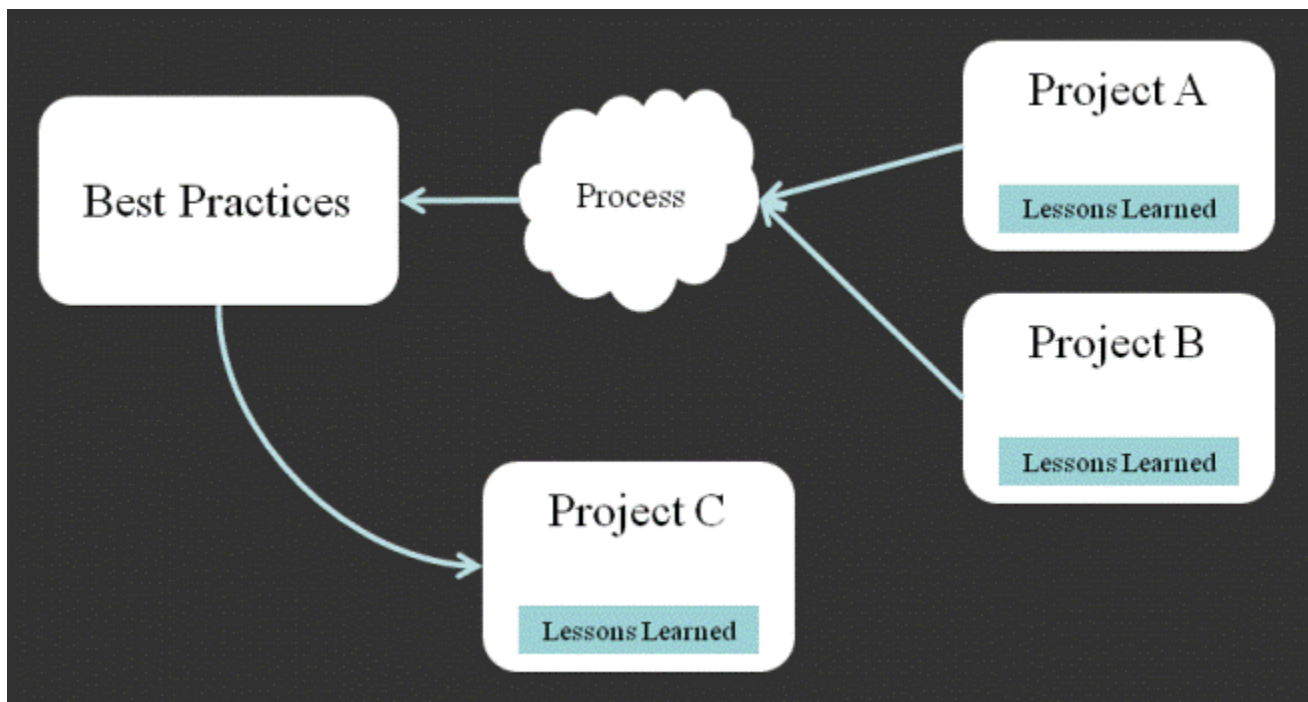 Best Practices
Process
Project A
Lessons Learned
Project B
Lessons Learned
Project C
Lessons Learned